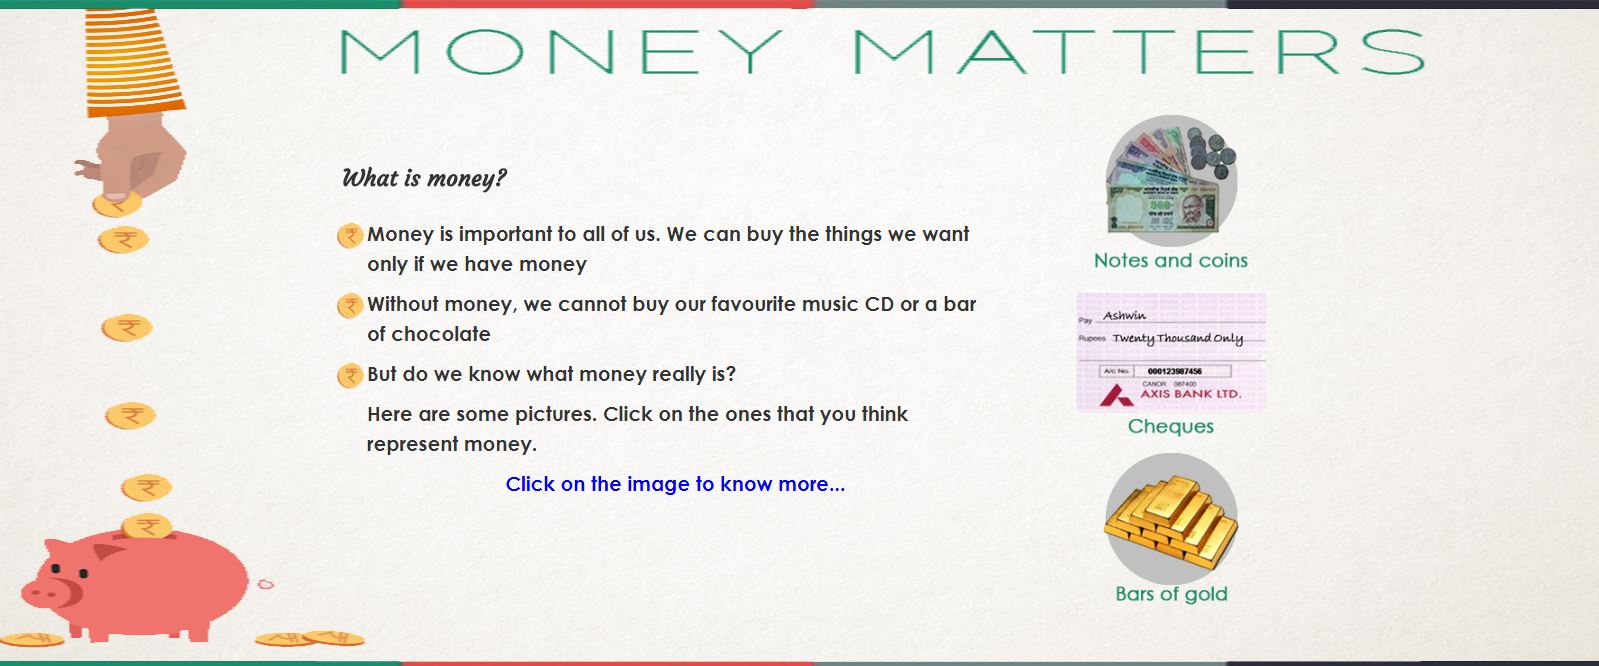 MONEY MATTERS
What is money?
Money is important to all of us. We can buy the things we want
only if we have money
Without money, we cannot buy our favourite music CD or a bar
of chocolate
But do we know what money really is?
Here are some pictures. Click on the ones that you think
represent money.
Click on the image to know more...
500
Notes and coins
Pay Ashwin
Rupees Twenty Thousand Only
A/c No. 000123987456
CANOR 087400
AXIS BANK LTD.
Cheques
Bars of gold
₹
₹
₹
₹
₹
₹
₹
₹
₹